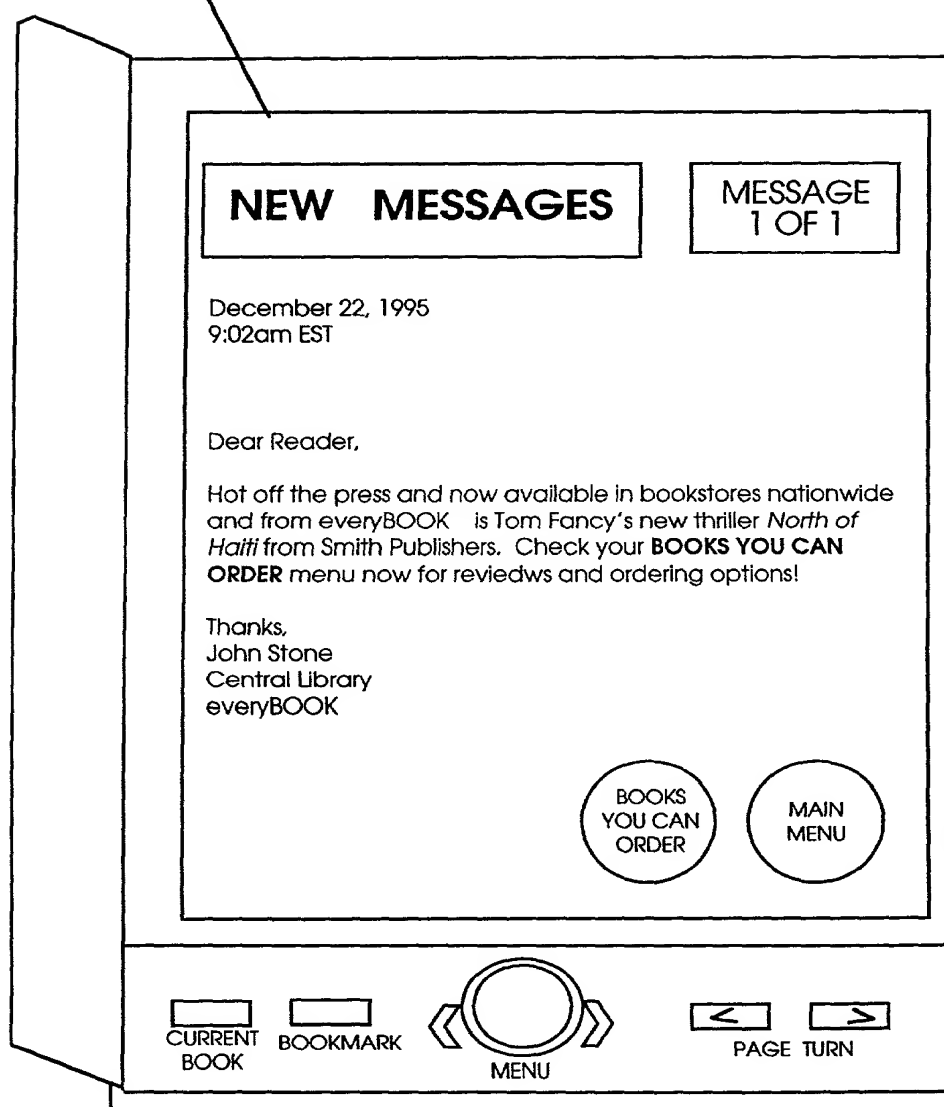 NEW MESSAGES
MESSAGE
1 OF 1
December 22, 1995
9:02am EST
Dear Reader,
Hot off the press and now available in bookstores nationwide
and from everyBOOK is Tom Fancy's new thriller North of
Haiti from Smith Publishers. Check your BOOKS YOU CAN
ORDER menu now for reviedws and ordering options!
Thanks,
John Stone
Central Library
everyBOOK
BOOKS
YOU CAN
ORDER
MAIN
MENU
CURRENT
BOOK
BOOKMARK
MENU
< >
PAGE TURN